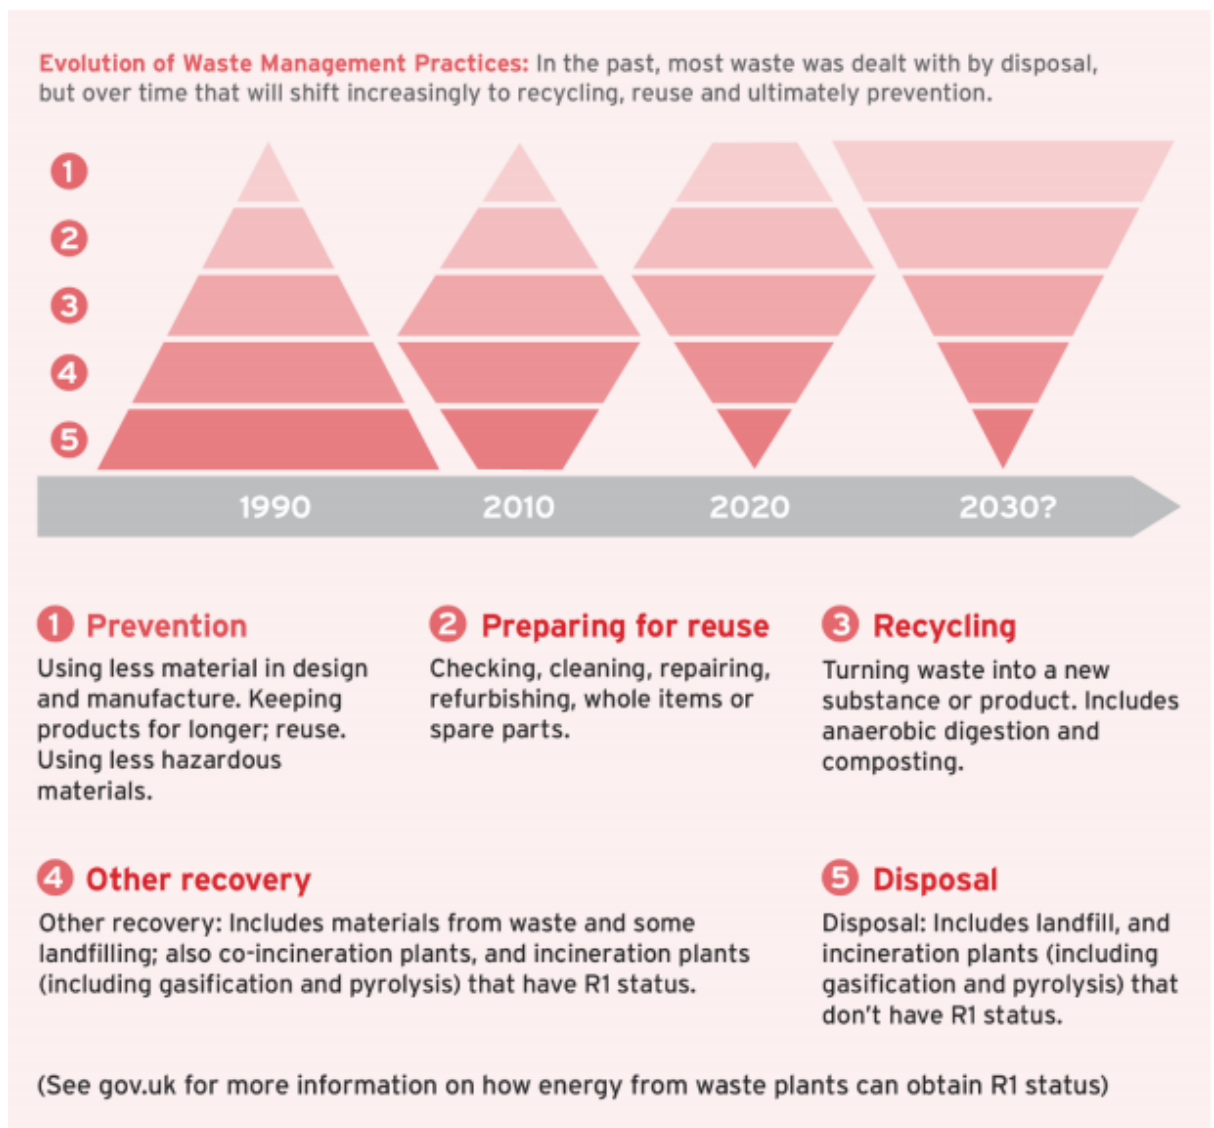 Evolution of Waste Management Practices: In the past, most waste was dealt with by disposal,
but over time that will shift increasingly to recycling, reuse and ultimately prevention.
1
2
3
4
5
1990 2010 2020 2030?
1 Prevention
Using less material in design
and manufacture. Keeping
products for longer; reuse.
Using less hazardous
materials.
2 Preparing for reuse
Checking, cleaning, repairing,
refurbishing, whole items or
spare parts.
3 Recycling
Turning waste into a new
substance or product. Includes
anaerobic digestion and
composting.
4 Other recovery
Other recovery: Includes materials from waste and some
landfilling; also co-incineration plants, and incineration plants
(including gasification and pyrolysis) that have R1 status.
5 Disposal
Disposal: Includes landfill, and
incineration plants (including
gasification and pyrolysis) that
don't have R1 status.
(See gov.uk for more information on how energy from waste plants can obtain R1 status)